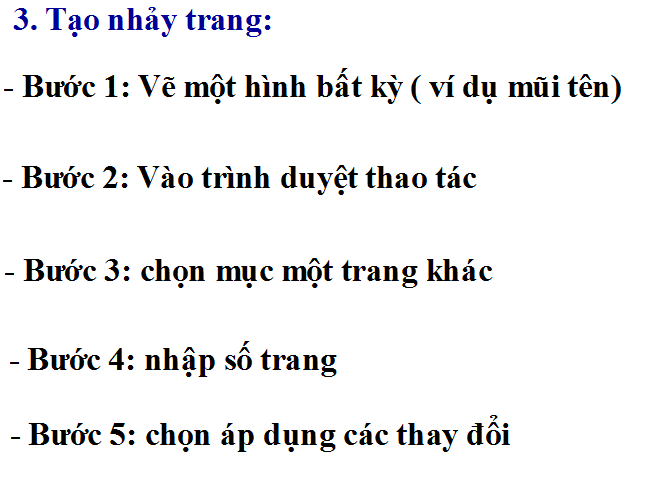 3. Tạo nhảy trang:
- Bước 1: Vẽ một hình bất kỳ ( ví dụ mũi tên)
- Bước 2: Vào trình duyệt thao tác
- Bước 3: chọn mục một trang khác
- Bước 4: nhập số trang
- Bước 5: chọn áp dụng các thay đổi